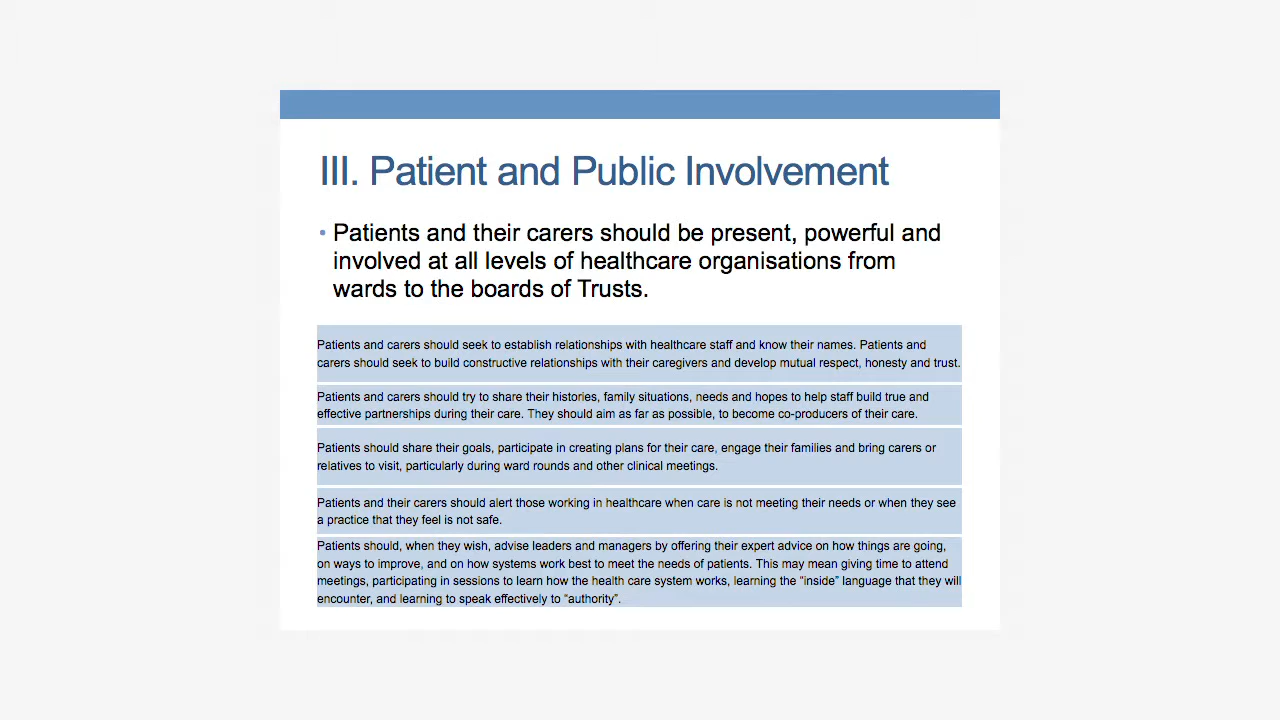 III. Patient and Public Involvement
• Patients and their carers should be present, powerful and
involved at all levels of healthcare organisations from
wards to the boards of Trusts.
Patients and carers should seek to establish relationships with healthcare staff and know their names. Patients and
carers should seek to build constructive relationships with their caregivers and develop mutual respect, honesty and trust.
Patients and carers should try to share their histories, family situations, needs and hopes to help staff build true and
effective partnerships during their care. They should aim as far as possible, to become co-producers of their care.
Patients should share their goals, participate in creating plans for their care, engage their families and bring carers or
relatives to visit, particularly during ward rounds and other clinical meetings.
Patients and their carers should alert those working in healthcare when care is not meeting their needs or when they see
a practice that they feel is not safe.
Patients should, when they wish, advise leaders and managers by offering their expert advice on how things are going,
on ways to improve, and on how systems work best to meet the needs of patients. This may mean giving time to attend
meetings, participating in sessions to learn how the health care system works, learning the “inside” language that they will
encounter, and learning to speak effectively to “authority”.